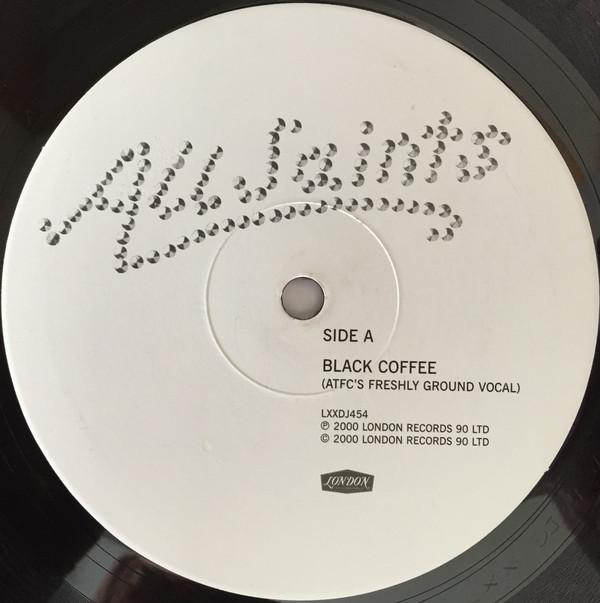 All Saints
SIDE A
BLACK COFFEE
(ATFC'S FRESHLY GROUND VOCAL)
LXXDJ454
℗ 2000 LONDON RECORDS 90 LTD
© 2000 LONDON RECORDS 90 LTD
LONDON